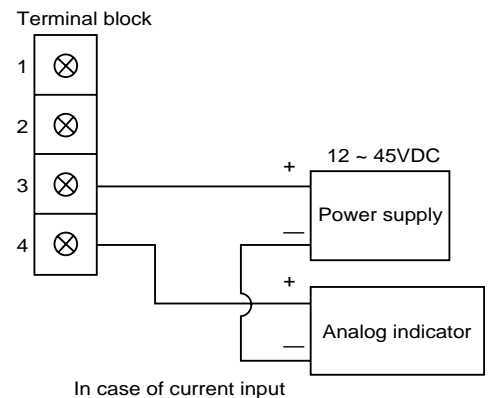 Terminal block
1
2
3
4
12 ~ 45VDC
+
Power supply
—
+
Analog indicator
—
In case of current input